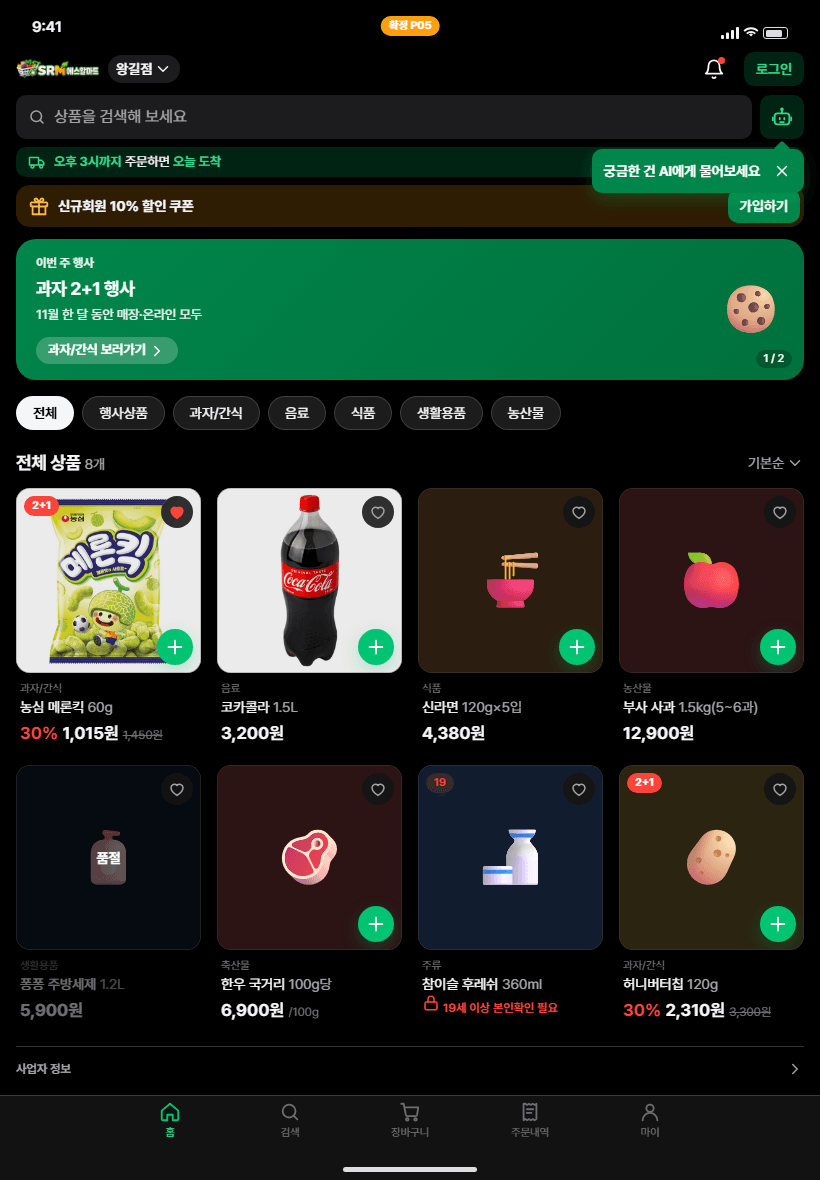 9:41
확정 P05
SRM 에스알마트
왕길점
로그인
상품을 검색해 보세요
오후 3시까지 주문하면 오늘 도착
궁금한 건 AI에게 물어보세요
신규회원 10% 할인 쿠폰
가입하기
이번 주 행사
과자 2+1 행사
11월 한 달 동안 매장·온라인 모두
과자/간식 보러가기
1 / 2
전체 행사상품 과자/간식 음료 식품 생활용품 농산물
전체 상품 8개
기본순
2+1
농심
메론킥
ORIGINAL TASTE
Coca-Cola
과자/간식
농심 메론킥 60g
30% 1,015원 1,450원
음료
코카콜라 1.5L
3,200원
식품
신라면 120g×5입
4,380원
농산물
부사 사과 1.5kg(5~6과)
12,900원
품절
19
2+1
생활용품
퐁퐁 주방세제 1.2L
5,900원
축산물
한우 국거리 100g당
6,900원 /100g
주류
참이슬 후레쉬 360ml
19세 이상 본인확인 필요
과자/간식
허니버터칩 120g
30% 2,310원 3,300원
사업자 정보
홈 검색 장바구니 주문내역 마이